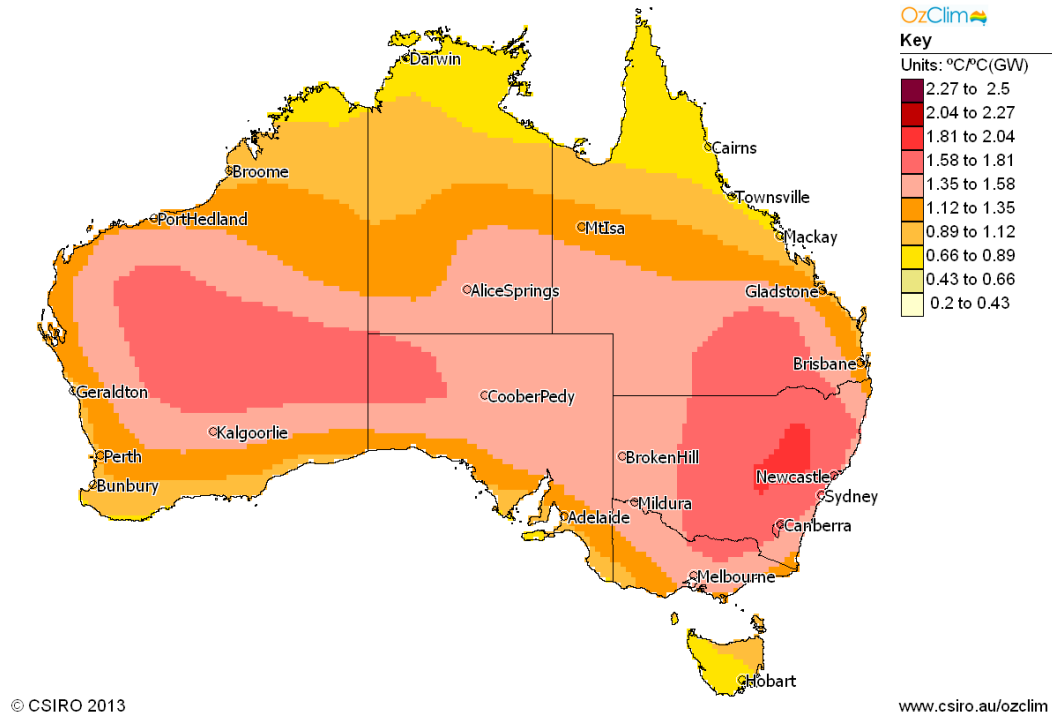 OzClim
Key
Units: ºC/ºC(GW)
2.27 to 2.5
2.04 to 2.27
1.81 to 2.04
1.58 to 1.81
1.35 to 1.58
1.12 to 1.35
0.89 to 1.12
0.66 to 0.89
0.43 to 0.66
0.2 to 0.43
Darwin
Cairns
Broome
Townsville
PortHedland
MtIsa
Mackay
AliceSprings
Gladstone
Brisbane
Geraldton
CooberPedy
Kalgoorlie
Perth
BrokenHill
Newcastle
Bunbury
Sydney
Mildura
Adelaide
Canberra
Melbourne
Hobart
© CSIRO 2013
www.csiro.au/ozclim